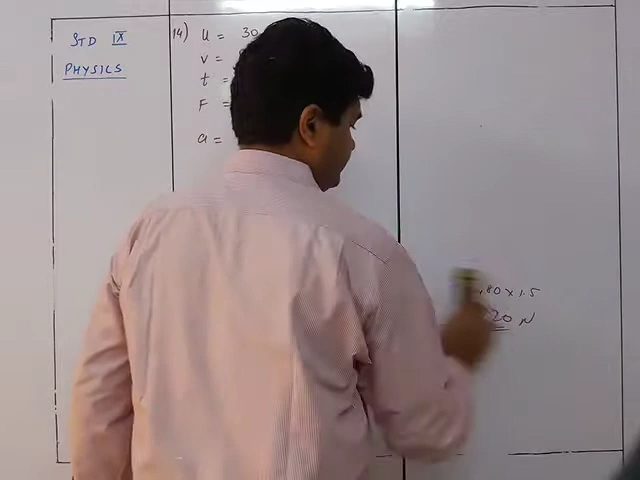 STD IX
PHYSICS
14) u = 30
v =
t =
F =
a =
80 x 1.5
20 N